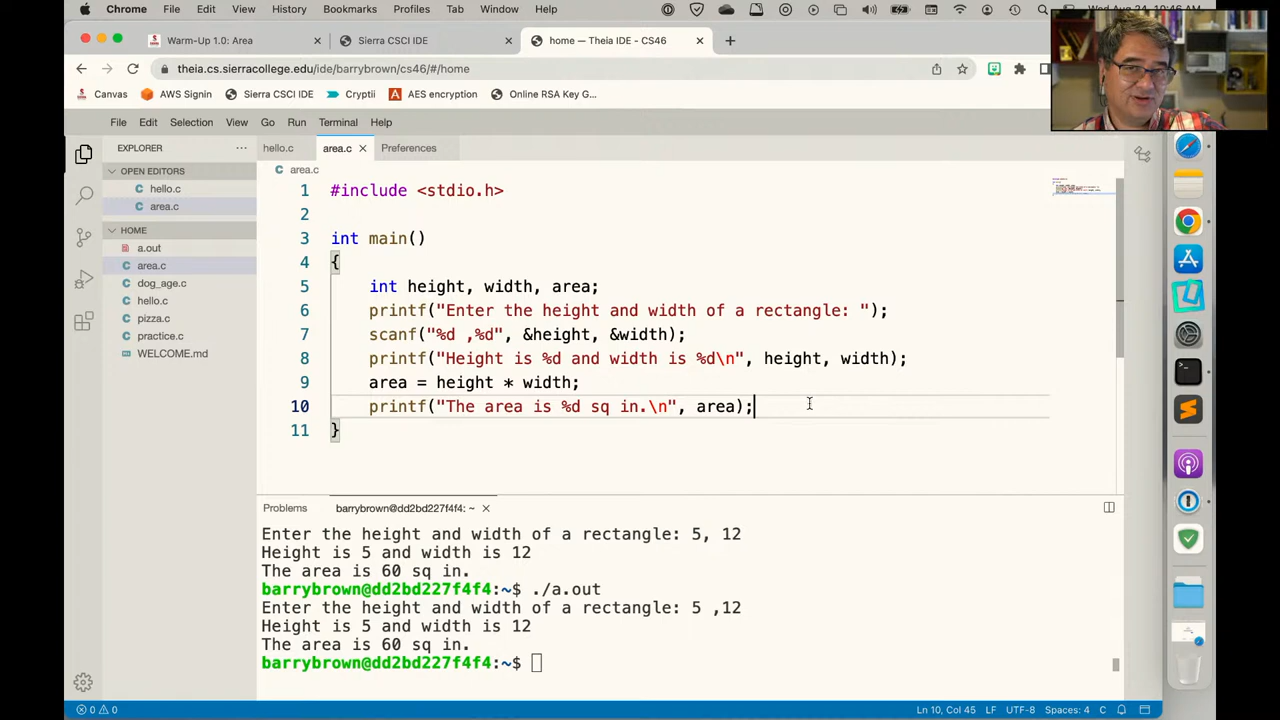 Chrome File Edit View History Bookmarks Profiles Tab Window Help Wed Aug 24 10:46 AM
Warm-Up 1.0: Area Sierra CSCI IDE home — Theia IDE - CS46
theia.cs.sierracollege.edu/ide/barrybrown/cs46/#/home
Canvas AWS Signin Sierra CSCI IDE Cryptii AES encryption Online RSA Key G...
File Edit Selection View Go Run Terminal Help
EXPLORER ... hello.c area.c Preferences
OPEN EDITORS
hello.c
area.c
HOME
a.out
area.c
dog_age.c
hello.c
pizza.c
practice.c
WELCOME.md
area.c
1 #include <stdio.h>
2
3 int main()
4 {
5 int height, width, area;
6 printf("Enter the height and width of a rectangle: ");
7 scanf("%d ,%d", &height, &width);
8 printf("Height is %d and width is %d\n", height, width);
9 area = height * width;
10 printf("The area is %d sq in.\n", area);
11 }
Problems barrybrown@dd2bd227f4f4: ~
Enter the height and width of a rectangle: 5, 12
Height is 5 and width is 12
The area is 60 sq in.
barrybrown@dd2bd227f4f4:~$ ./a.out
Enter the height and width of a rectangle: 5 ,12
Height is 5 and width is 12
The area is 60 sq in.
barrybrown@dd2bd227f4f4:~$
0 0 Ln 10, Col 45 LF UTF-8 Spaces: 4 C